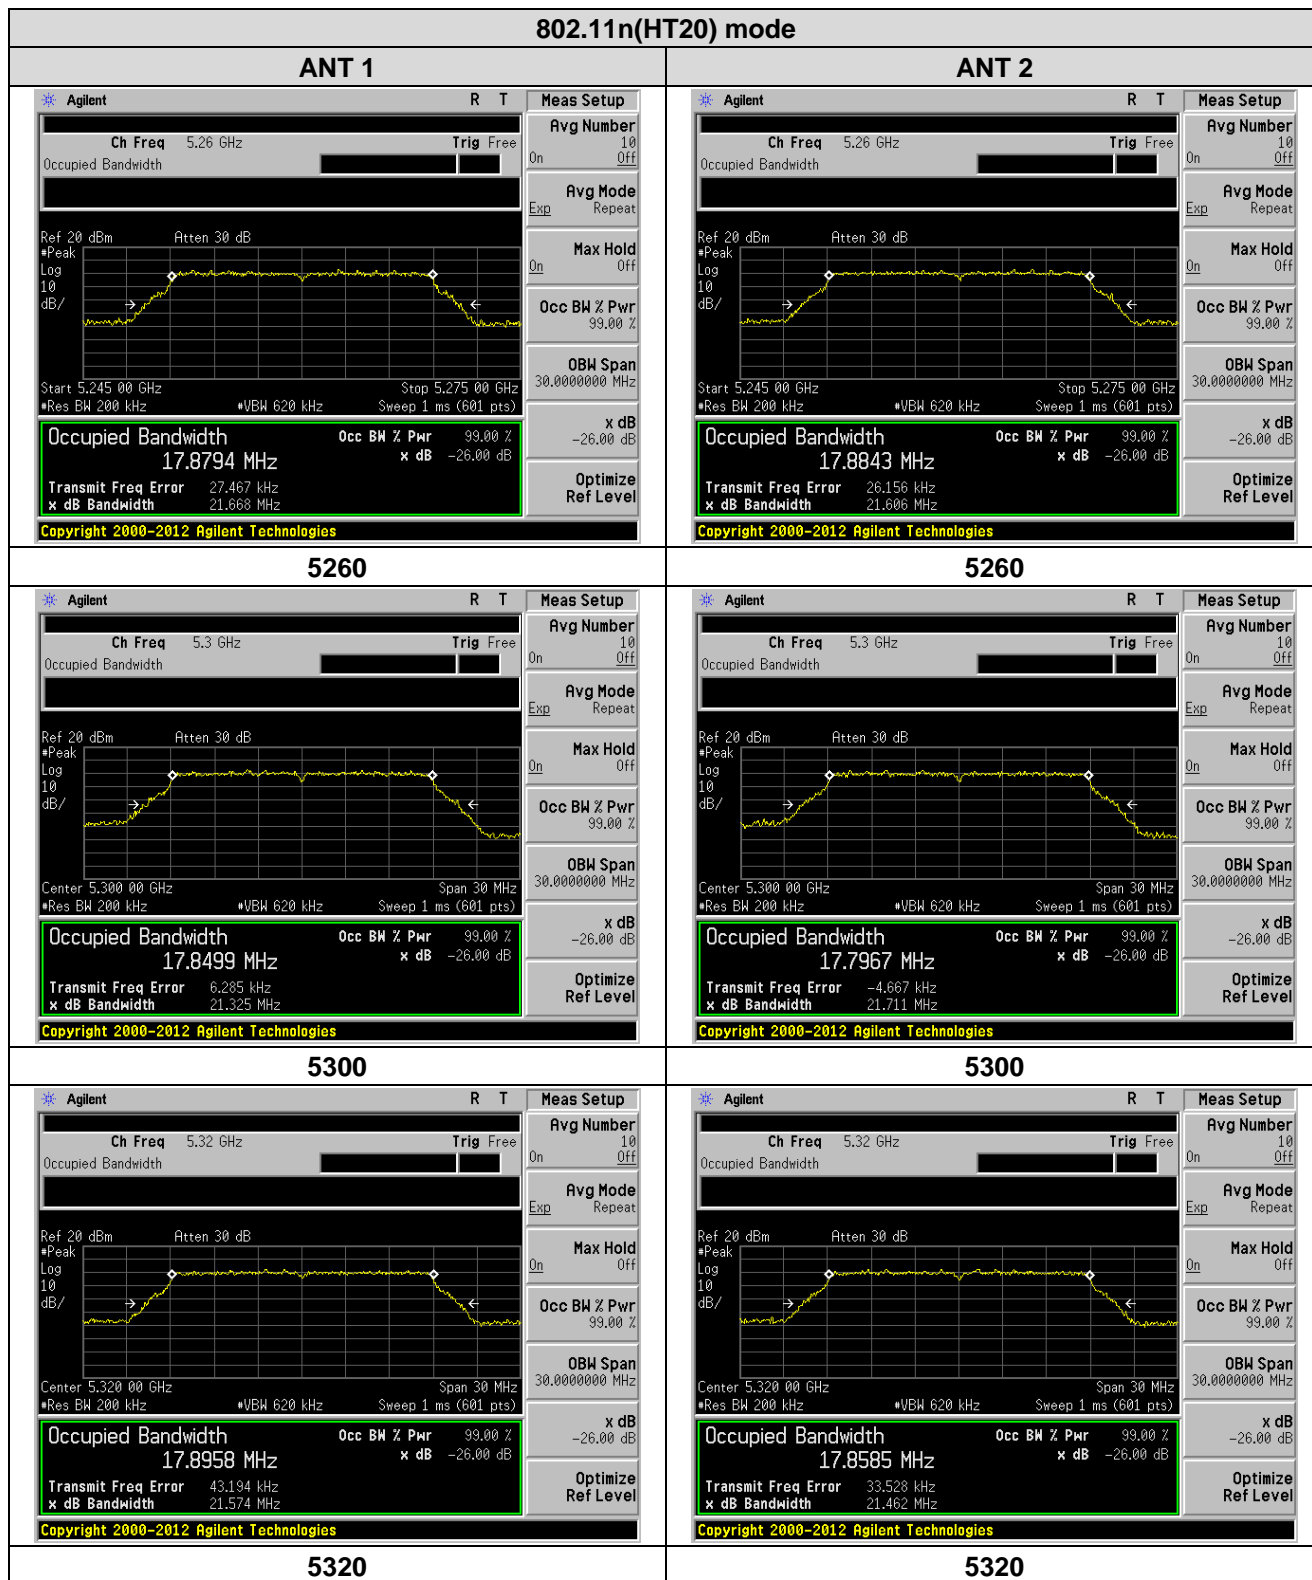 802.11n(HT20) mode
ANT 1
ANT 2
Agilent R T Meas Setup
Ch Freq 5.26 GHz Trig Free
Occupied Bandwidth
Avg Number
10
On Off
Avg Mode
Exp Repeat
Ref 20 dBm Atten 30 dB
#Peak
Log
10
dB/
Max Hold
On Off
Occ BW % Pwr
99.00 %
OBW Span
30.0000000 MHz
Start 5.245 00 GHz Stop 5.275 00 GHz
#Res BW 200 kHz #VBW 620 kHz Sweep 1 ms (601 pts)
x dB
-26.00 dB
Occupied Bandwidth Occ BW % Pwr 99.00 %
17.8794 MHz x dB -26.00 dB
Transmit Freq Error 27.467 kHz
x dB Bandwidth 21.668 MHz
Optimize
Ref Level
Copyright 2000-2012 Agilent Technologies
Agilent R T Meas Setup
Ch Freq 5.26 GHz Trig Free
Occupied Bandwidth
Avg Number
10
On Off
Avg Mode
Exp Repeat
Ref 20 dBm Atten 30 dB
#Peak
Log
10
dB/
Max Hold
On Off
Occ BW % Pwr
99.00 %
OBW Span
30.0000000 MHz
Start 5.245 00 GHz Stop 5.275 00 GHz
#Res BW 200 kHz #VBW 620 kHz Sweep 1 ms (601 pts)
x dB
-26.00 dB
Occupied Bandwidth Occ BW % Pwr 99.00 %
17.8843 MHz x dB -26.00 dB
Transmit Freq Error 26.156 kHz
x dB Bandwidth 21.606 MHz
Optimize
Ref Level
Copyright 2000-2012 Agilent Technologies
5260
5260
Agilent R T Meas Setup
Ch Freq 5.3 GHz Trig Free
Occupied Bandwidth
Avg Number
10
On Off
Avg Mode
Exp Repeat
Ref 20 dBm Atten 30 dB
#Peak
Log
10
dB/
Max Hold
On Off
Occ BW % Pwr
99.00 %
OBW Span
30.0000000 MHz
Center 5.300 00 GHz Span 30 MHz
#Res BW 200 kHz #VBW 620 kHz Sweep 1 ms (601 pts)
x dB
-26.00 dB
Occupied Bandwidth Occ BW % Pwr 99.00 %
17.8499 MHz x dB -26.00 dB
Transmit Freq Error 6.285 kHz
x dB Bandwidth 21.325 MHz
Optimize
Ref Level
Copyright 2000-2012 Agilent Technologies
Agilent R T Meas Setup
Ch Freq 5.3 GHz Trig Free
Occupied Bandwidth
Avg Number
10
On Off
Avg Mode
Exp Repeat
Ref 20 dBm Atten 30 dB
#Peak
Log
10
dB/
Max Hold
On Off
Occ BW % Pwr
99.00 %
OBW Span
30.0000000 MHz
Center 5.300 00 GHz Span 30 MHz
#Res BW 200 kHz #VBW 620 kHz Sweep 1 ms (601 pts)
x dB
-26.00 dB
Occupied Bandwidth Occ BW % Pwr 99.00 %
17.7967 MHz x dB -26.00 dB
Transmit Freq Error -4.667 kHz
x dB Bandwidth 21.711 MHz
Optimize
Ref Level
Copyright 2000-2012 Agilent Technologies
5300
5300
Agilent R T Meas Setup
Ch Freq 5.32 GHz Trig Free
Occupied Bandwidth
Avg Number
10
On Off
Avg Mode
Exp Repeat
Ref 20 dBm Atten 30 dB
#Peak
Log
10
dB/
Max Hold
On Off
Occ BW % Pwr
99.00 %
OBW Span
30.0000000 MHz
Center 5.320 00 GHz Span 30 MHz
#Res BW 200 kHz #VBW 620 kHz Sweep 1 ms (601 pts)
x dB
-26.00 dB
Occupied Bandwidth Occ BW % Pwr 99.00 %
17.8958 MHz x dB -26.00 dB
Transmit Freq Error 43.194 kHz
x dB Bandwidth 21.574 MHz
Optimize
Ref Level
Copyright 2000-2012 Agilent Technologies
Agilent R T Meas Setup
Ch Freq 5.32 GHz Trig Free
Occupied Bandwidth
Avg Number
10
On Off
Avg Mode
Exp Repeat
Ref 20 dBm Atten 30 dB
#Peak
Log
10
dB/
Max Hold
On Off
Occ BW % Pwr
99.00 %
OBW Span
30.0000000 MHz
Center 5.320 00 GHz Span 30 MHz
#Res BW 200 kHz #VBW 620 kHz Sweep 1 ms (601 pts)
x dB
-26.00 dB
Occupied Bandwidth Occ BW % Pwr 99.00 %
17.8585 MHz x dB -26.00 dB
Transmit Freq Error 33.528 kHz
x dB Bandwidth 21.462 MHz
Optimize
Ref Level
Copyright 2000-2012 Agilent Technologies
5320
5320